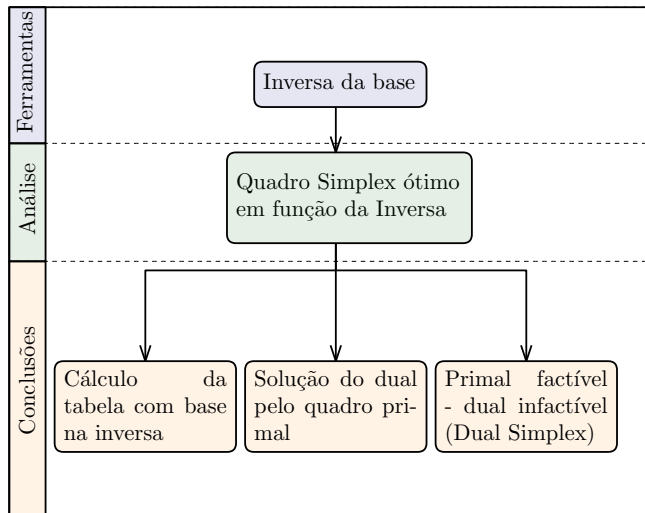 Ferramentas
Inversa da base
Análise
Quadro Simplex ótimo
em função da Inversa
Conclusões
Cálculo da
tabela com base
na inversa
Solução do dual
pelo quadro pri-
mal
Primal factível
- dual infactível
(Dual Simplex)